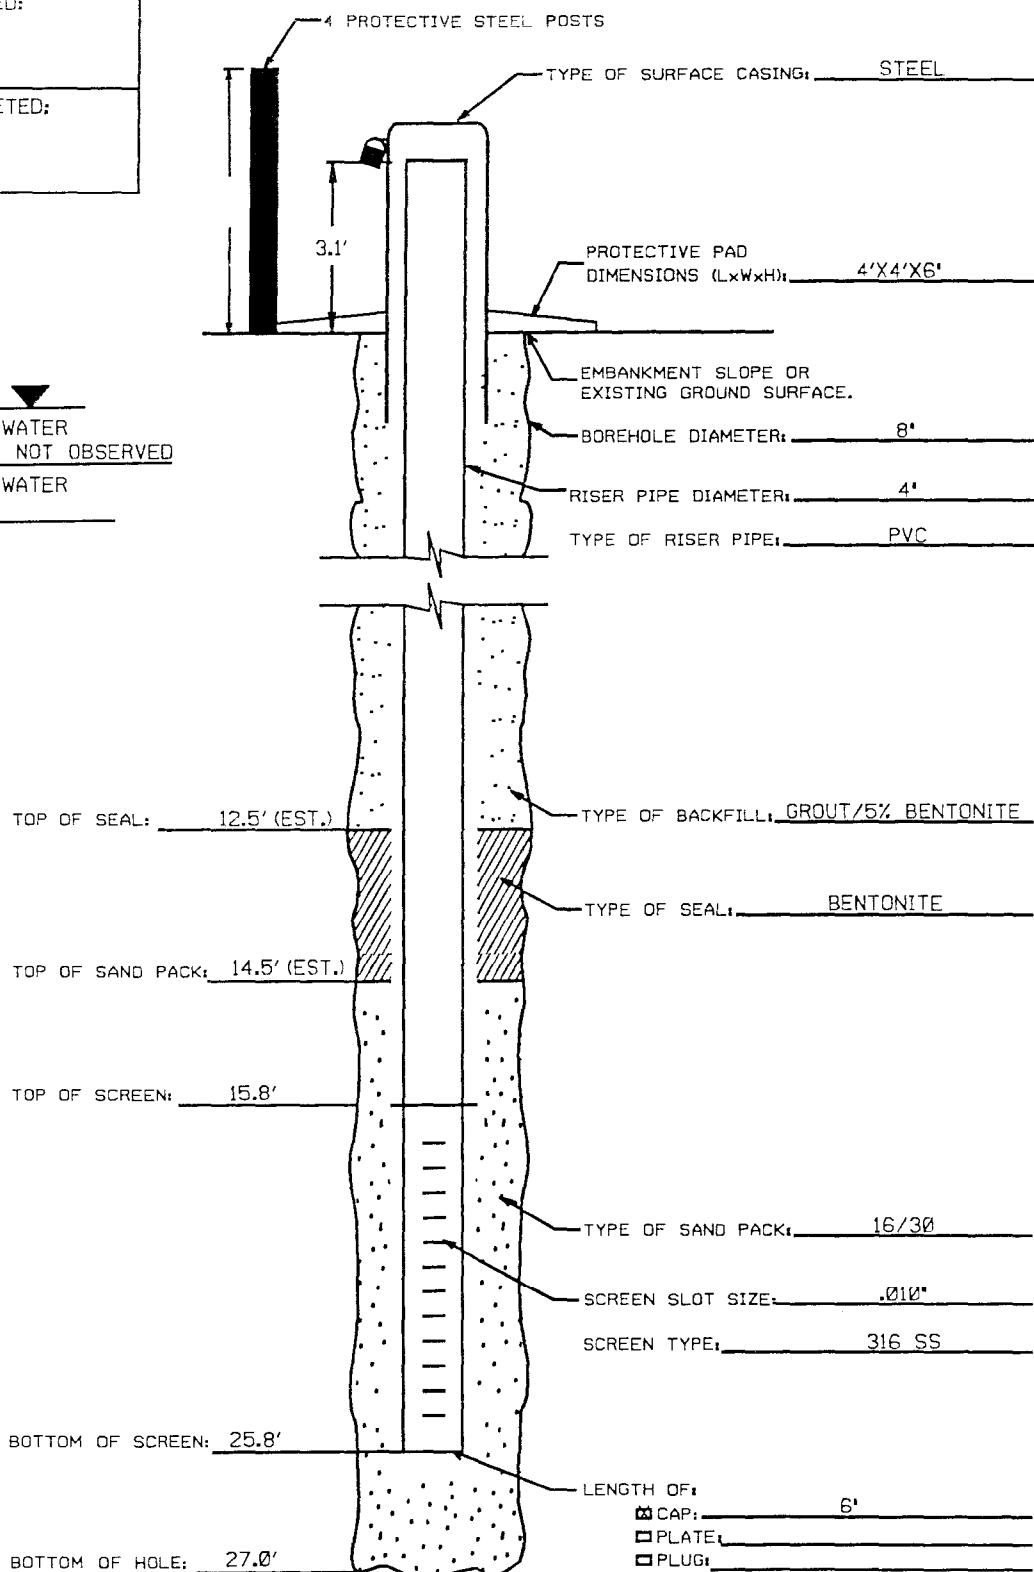 ED:
4 PROTECTIVE STEEL POSTS
TYPE OF SURFACE CASING: STEEL
ETED:
3.1'
PROTECTIVE PAD
DIMENSIONS (LxWxH): 4'X4'X6"
EMBANKMENT SLOPE OR
EXISTING GROUND SURFACE.
WATER
NOT OBSERVED
WATER
BOREHOLE DIAMETER: 8"
RISER PIPE DIAMETER: 4"
TYPE OF RISER PIPE: PVC
TOP OF SEAL: 12.5' (EST.)
TYPE OF BACKFILL: GROUT/5% BENTONITE
TYPE OF SEAL: BENTONITE
TOP OF SAND PACK: 14.5' (EST.)
TOP OF SCREEN: 15.8'
TYPE OF SAND PACK: 16/30
SCREEN SLOT SIZE: .010"
SCREEN TYPE: 316 SS
BOTTOM OF SCREEN: 25.8'
LENGTH OF:
CAP: 6"
PLATE:
PLUG:
BOTTOM OF HOLE: 27.0'